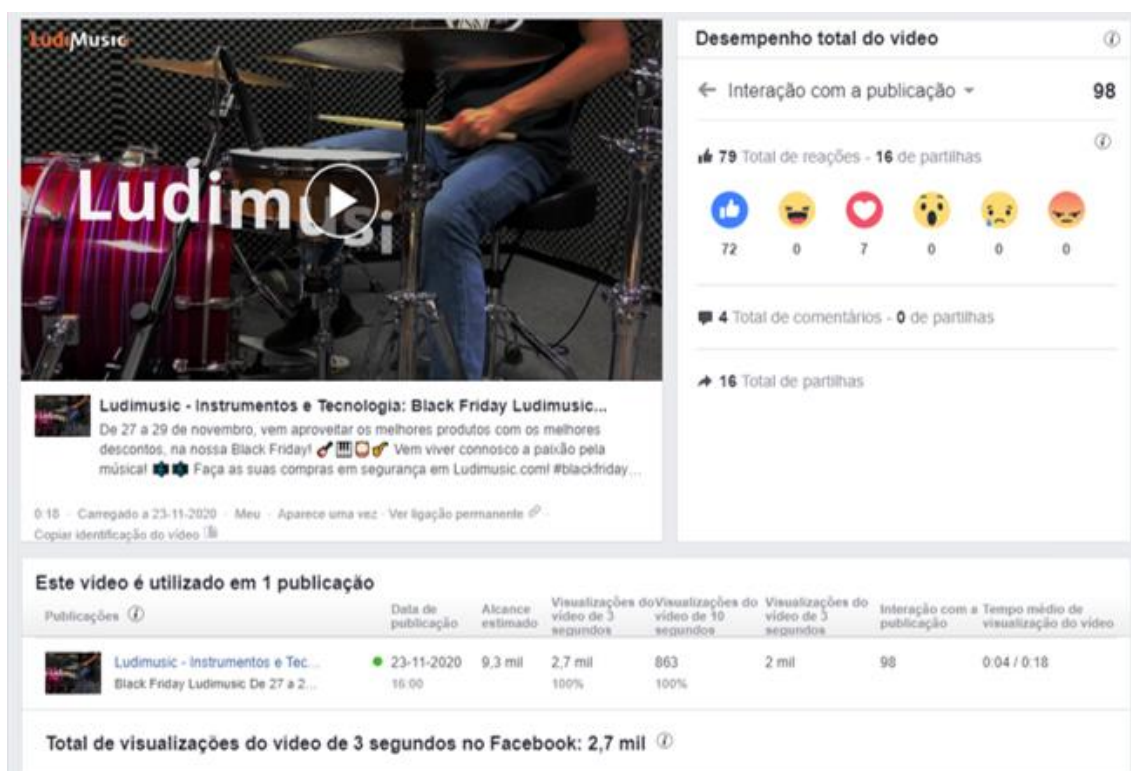 LudiMusic
Ludimusi
Desempenho total do vídeo
Interação com a publicação 98
79 Total de reações - 16 de partilhas
72 0 7 0 0 0
4 Total de comentários - 0 de partilhas
16 Total de partilhas
Ludimusic - Instrumentos e Tecnologia: Black Friday Ludimusic...
De 27 a 29 de novembro, vem aproveitar os melhores produtos com os melhores
descontos, na nossa Black Friday! Vem viver connosco a paixão pela
música! Faça as suas compras em segurança em Ludimusic.com! #blackfriday...
0:18 · Carregado a 23-11-2020 · Meu · Aparece uma vez · Ver ligação permanente ·
Copiar identificação do vídeo
Este vídeo é utilizado em 1 publicação
Publicações
Data de
publicação
Alcance
estimado
Visualizações do
vídeo de 3
segundos
Visualizações do
vídeo de 10
segundos
Visualizações do
vídeo de 3
segundos
Interação com a
publicação
Tempo médio de
visualização do vídeo
Ludimusic - Instrumentos e Tec... 23-11-2020 9,3 mil 2,7 mil 863 2 mil 98 0:04 / 0:18
Black Friday Ludimusic De 27 a 2... 16:00 100% 100%
Total de visualizações do vídeo de 3 segundos no Facebook: 2,7 mil